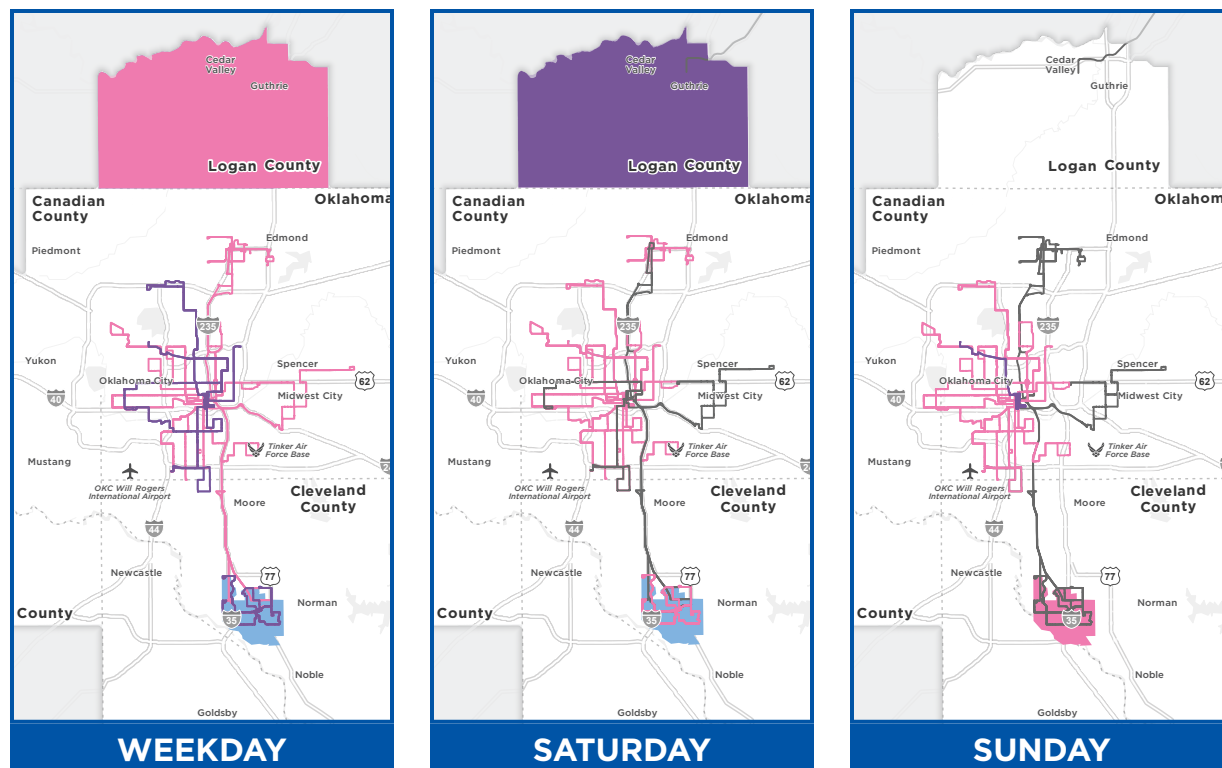 Cedar
Valley
Guthrie
Logan County
Canadian
County
Oklahoma
Piedmont
Edmond
235
Yukon
Spencer
Oklahoma City
62
40
Midwest City
Tinker Air
Force Base
Mustang
OKC Will Rogers
International Airport
Cleveland
County
Moore
44
Newcastle
77
Norman
County
35
Noble
Goldsby
WEEKDAY
Cedar
Valley
Guthrie
Logan County
Canadian
County
Oklahoma
Piedmont
Edmond
235
Yukon
Spencer
Oklahoma City
62
40
Midwest City
Tinker Air
Force Base
Mustang
OKC Will Rogers
International Airport
Cleveland
County
Moore
44
Newcastle
77
Norman
County
35
Noble
Goldsby
SATURDAY
Cedar
Valley
Guthrie
Logan County
Canadian
County
Oklahom
Piedmont
Edmond
235
Yukon
Spencer
Oklahoma City
62
40
Midwest City
Tinker Air
Force Base
Mustang
OKC Will Rogers
International Airport
Cleveland
County
Moore
44
Newcastle
77
Norman
County
35
Noble
Goldsby
SUNDAY